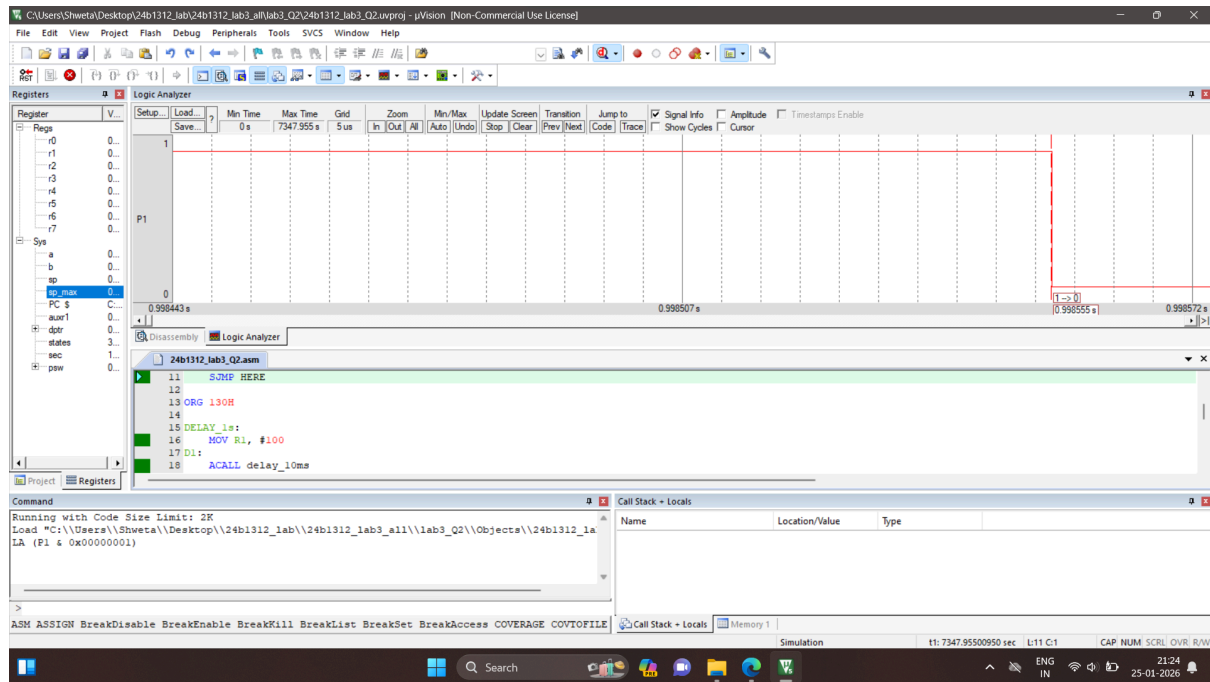 C:\Users\Shweta\Desktop\24b1312_lab\24b1312_lab3_all\lab3_Q2\24b1312_lab3_Q2.uvproj - µVision [Non-Commercial Use License]
File Edit View Project Flash Debug Peripherals Tools SVCS Window Help
RST
Registers
Register V...
Regs
r0 0...
r1 0...
r2 0...
r3 0...
r4 0...
r5 0...
r6 0...
r7 0...
Sys
a 0...
b 0...
sp 0...
sp_max 0...
PC $ C:...
auxr1 0...
dptr 0...
states 3...
sec 1...
psw 0...
Project Registers
Logic Analyzer
Setup... Load... ? Min Time Max Time Grid Zoom Min/Max Update Screen Transition Jump to Signal Info Amplitude Timestamps Enable
Save... 0 s 7347.955 s 5 us In Out All Auto Undo Stop Clear Prev Next Code Trace Show Cycles Cursor
1
P1
0
1 --> 0
0.998443 s 0.998507 s 0.998555 s 0.998572 s
Disassembly Logic Analyzer
24b1312_lab3_Q2.asm
11 SJMP HERE
12
13 ORG 130H
14
15 DELAY_1s:
16 MOV R1, #100
17 D1:
18 ACALL delay_10ms
Command
Running with Code Size Limit: 2K
Load "C:\\Users\\Shweta\\Desktop\\24b1312_lab\\24b1312_lab3_all\\lab3_Q2\\Objects\\24b1312_la
LA (P1 & 0x00000001)
>
ASM ASSIGN BreakDisable BreakEnable BreakKill BreakList BreakSet BreakAccess COVERAGE COVTOFILE
Call Stack + Locals
Name Location/Value Type
Call Stack + Locals Memory 1
Simulation t1: 7347.95500950 sec L:11 C:1 CAP NUM SCRL OVR R/W
Search
PRE
ENG
IN
21:24
25-01-2026